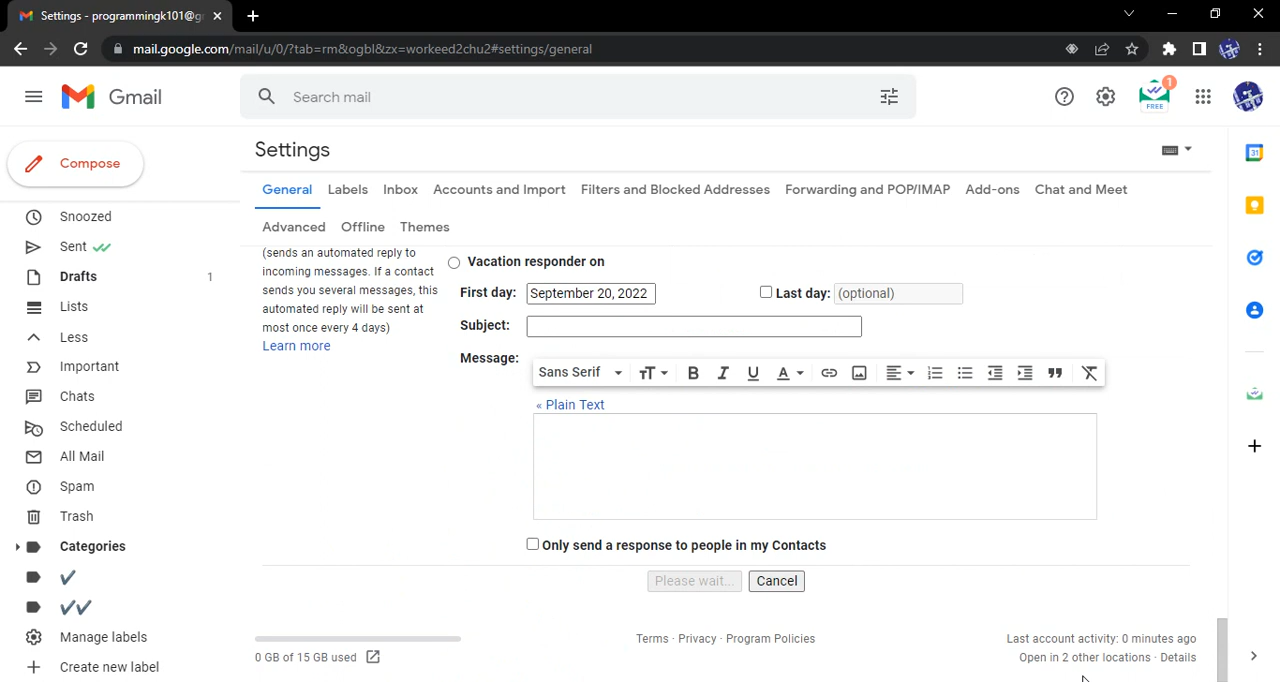 Settings - programmingk101@g
mail.google.com/mail/u/0/?tab=rm&ogbl&zx=workeed2chu2#settings/general
Gmail
Search mail
1
FREE
31
Compose
Snoozed
Sent
Drafts 1
Lists
Less
Important
Chats
Scheduled
All Mail
Spam
Trash
Categories
Manage labels
Create new label
Settings
General Labels Inbox Accounts and Import Filters and Blocked Addresses Forwarding and POP/IMAP Add-ons Chat and Meet
Advanced Offline Themes
(sends an automated reply to
incoming messages. If a contact
sends you several messages, this
automated reply will be sent at
most once every 4 days)
Learn more
Vacation responder on
First day: September 20, 2022 Last day: (optional)
Subject:
Message:
Sans Serif
« Plain Text
Only send a response to people in my Contacts
Please wait... Cancel
0 GB of 15 GB used
Terms · Privacy · Program Policies
Last account activity: 0 minutes ago
Open in 2 other locations · Details